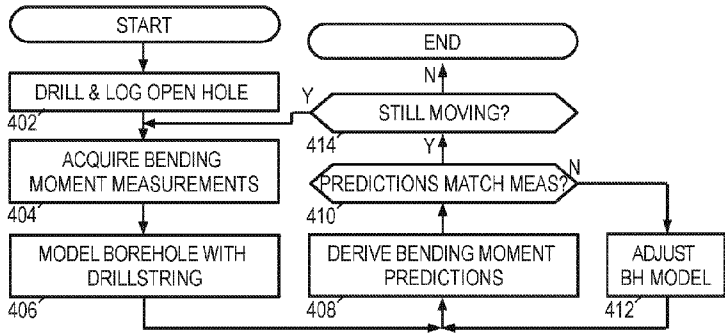 START
DRILL & LOG OPEN HOLE
402
ACQUIRE BENDING
MOMENT MEASUREMENTS
404
MODEL BOREHOLE WITH
DRILLSTRING
406
END
N
Y
STILL MOVING?
414
Y
PREDICTIONS MATCH MEAS?
N
410
DERIVE BENDING MOMENT
PREDICTIONS
408
ADJUST
BH MODEL
412